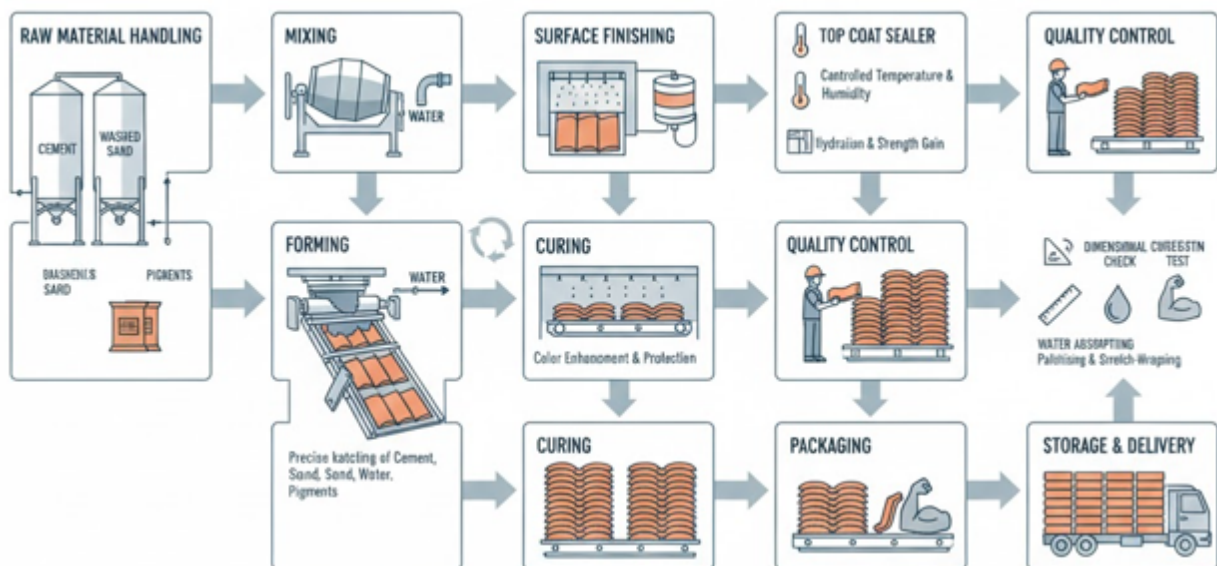 RAW MATERIAL HANDLING
CEMENT
WASHED
SAND
MIXING
WATER
SURFACE FINISHING
TOP COAT SEALER
Controlled Temperature &
Humidity
& Strength Gain
QUALITY CONTROL
SARD
PIGMENTS
FORMING
WATER
Precise katcling of Cement,
Sand, Sand, Water,
Pigments
CURING
Color Enhancement & Protection
QUALITY CONTROL
DIMENSIONAL
CHECK
TEST
WATER
& Stretch-Wrapping
CURING
PACKAGING
STORAGE & DELIVERY